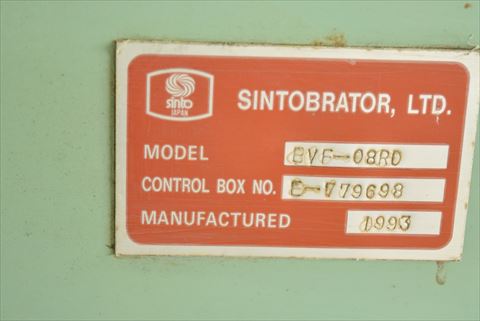 sinto
JAPAN
SINTOBRATOR, LTD.
MODEL BVF-08RD
CONTROL BOX NO. E-779698
MANUFACTURED 1993